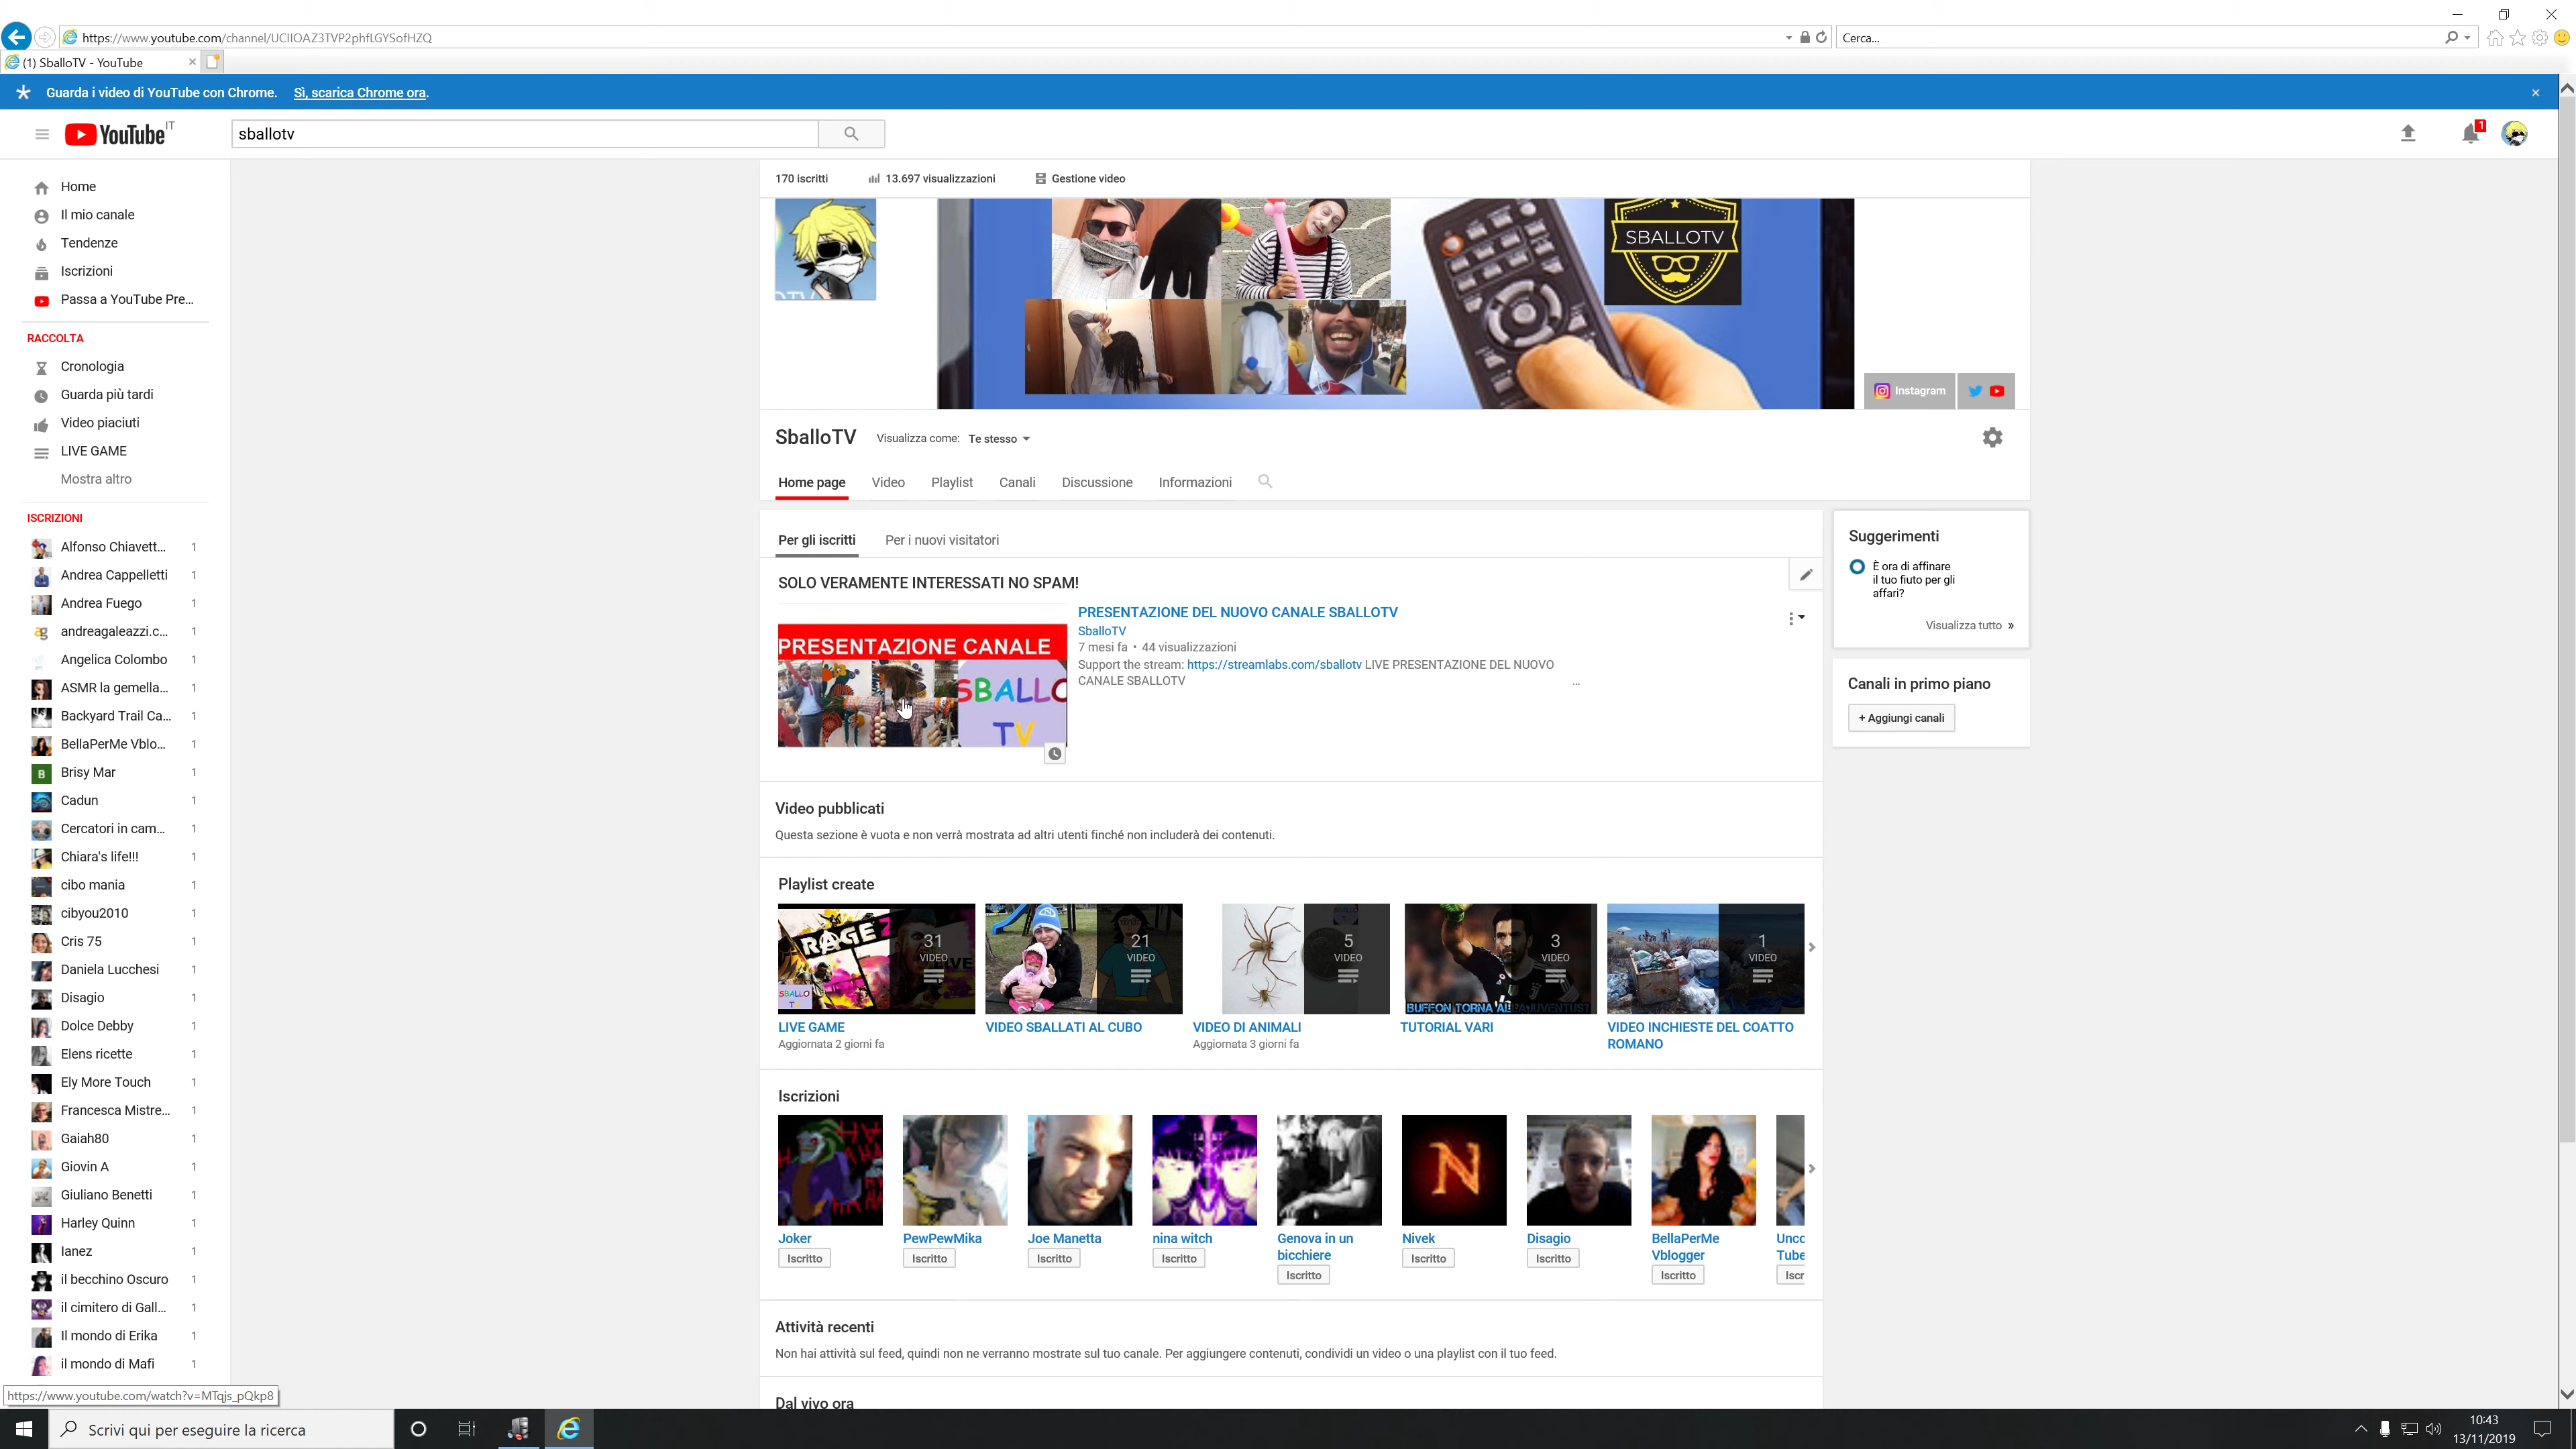 https://www.youtube.com/channel/UCIIOAZ3TVP2phfLGYSofHZQ
Cerca...
(1) SballoTV - YouTube
Guarda i video di YouTube con Chrome. Sì, scarica Chrome ora.
YouTube IT
sballotv
1
Home
Il mio canale
Tendenze
Iscrizioni
Passa a YouTube Pre...
RACCOLTA
Cronologia
Guarda più tardi
Video piaciuti
LIVE GAME
Mostra altro
ISCRIZIONI
Alfonso Chiavett... 1
Andrea Cappelletti 1
Andrea Fuego 1
andreagaleazzi.c... 1
Angelica Colombo 1
ASMR la gemella... 1
Backyard Trail Ca... 1
BellaPerMe Vblo... 1
B Brisy Mar 1
Cadun 1
Cercatori in cam... 1
Chiara's life!!! 1
cibo mania 1
cibyou2010 1
Cris 75 1
Daniela Lucchesi 1
Disagio 1
Dolce Debby 1
Elens ricette 1
Ely More Touch 1
Francesca Mistre... 1
Gaiah80 1
Giovin A 1
Giuliano Benetti 1
Harley Quinn 1
Ianez 1
il becchino Oscuro 1
il cimitero di Gall... 1
Il mondo di Erika 1
il mondo di Mafi 1
170 iscritti 13.697 visualizzazioni Gestione video
SBALLOTV
Instagram
SballoTV Visualizza come: Te stesso
Home page Video Playlist Canali Discussione Informazioni
Per gli iscritti Per i nuovi visitatori
SOLO VERAMENTE INTERESSATI NO SPAM!
PRESENTAZIONE CANALE
SBALLO
TV
PRESENTAZIONE DEL NUOVO CANALE SBALLOTV
SballoTV
7 mesi fa • 44 visualizzazioni
Support the stream: https://streamlabs.com/sballotv LIVE PRESENTAZIONE DEL NUOVO
CANALE SBALLOTV
...
Suggerimenti
È ora di affinare
il tuo fiuto per gli
affari?
Visualizza tutto »
Canali in primo piano
+ Aggiungi canali
Video pubblicati
Questa sezione è vuota e non verrà mostrata ad altri utenti finché non includerà dei contenuti.
Playlist create
RAGE 2
SBALLO
TV
LIVE
31
VIDEO
21
VIDEO
5
VIDEO
BUFFON TORNA ALLA JUVENTUS
3
VIDEO
1
VIDEO
LIVE GAME
Aggiornata 2 giorni fa
VIDEO SBALLATI AL CUBO
VIDEO DI ANIMALI
Aggiornata 3 giorni fa
TUTORIAL VARI
VIDEO INCHIESTE DEL COATTO
ROMANO
Iscrizioni
N
Joker
Iscritto
PewPewMika
Iscritto
Joe Manetta
Iscritto
nina witch
Iscritto
Genova in un
bicchiere
Iscritto
Nivek
Iscritto
Disagio
Iscritto
BellaPerMe
Vblogger
Iscritto
Unco
Tube
Iscr
Attività recenti
Non hai attività sul feed, quindi non ne verranno mostrate sul tuo canale. Per aggiungere contenuti, condividi un video o una playlist con il tuo feed.
Dal vivo ora
https://www.youtube.com/watch?v=MTqjs_pQkp8
Scrivi qui per eseguire la ricerca
10:43
13/11/2019